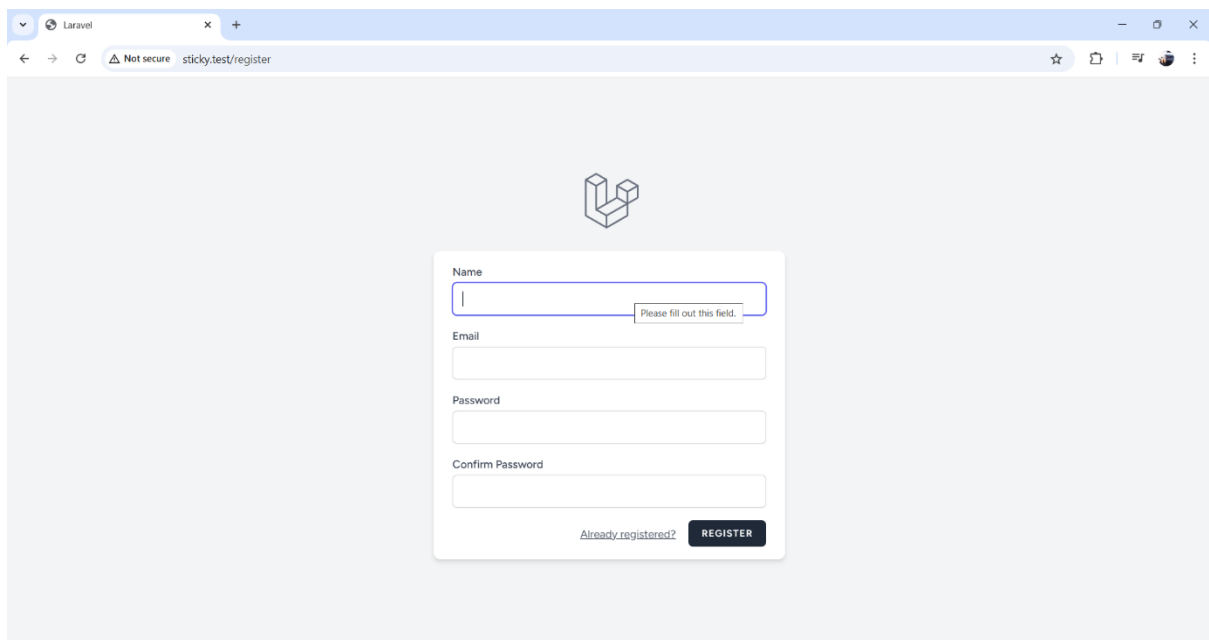 Laravel
Not secure sticky.test/register
Name
Please fill out this field.
Email
Password
Confirm Password
Already registered? REGISTER